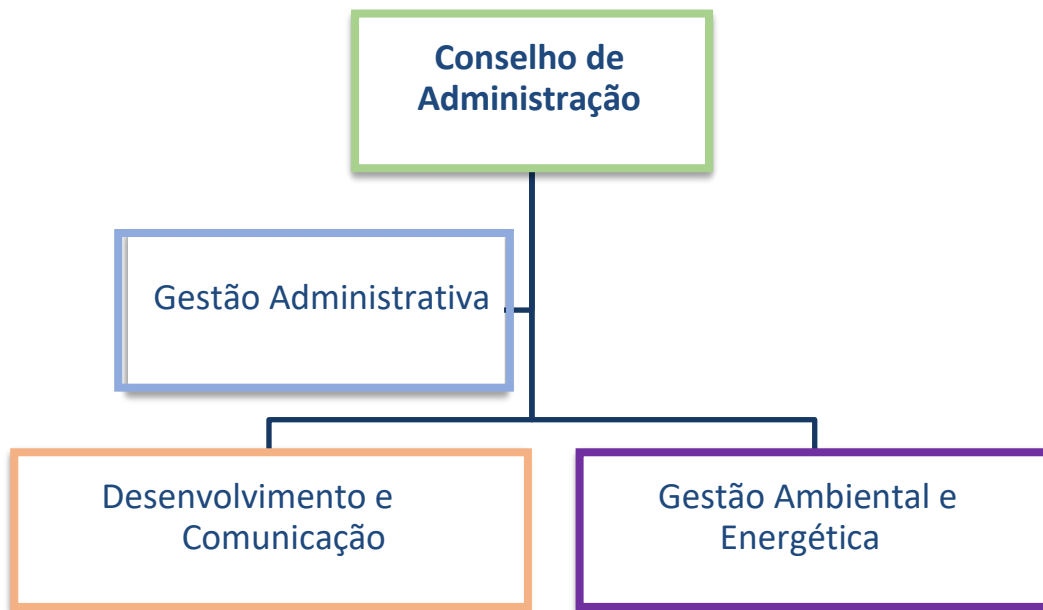 Conselho de
Administração
Gestão Administrativa
Desenvolvimento e
Comunicação
Gestão Ambiental e
Energética